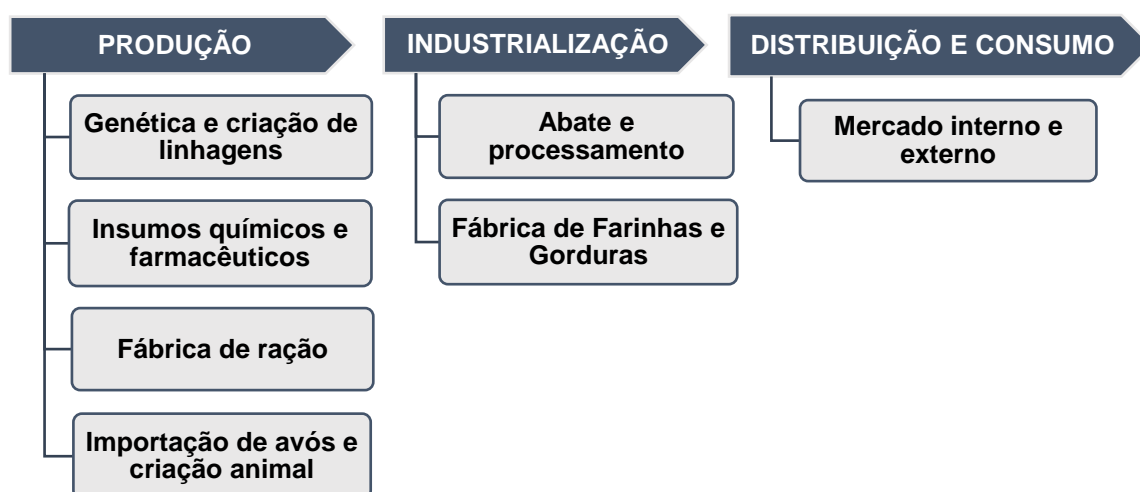 PRODUÇÃO
Genética e criação de
linhagens
Insumos químicos e
farmacêuticos
Fábrica de ração
Importação de avós e
criação animal
INDUSTRIALIZAÇÃO
Abate e
processamento
Fábrica de Farinhas e
Gorduras
DISTRIBUIÇÃO E CONSUMO
Mercado interno e
externo